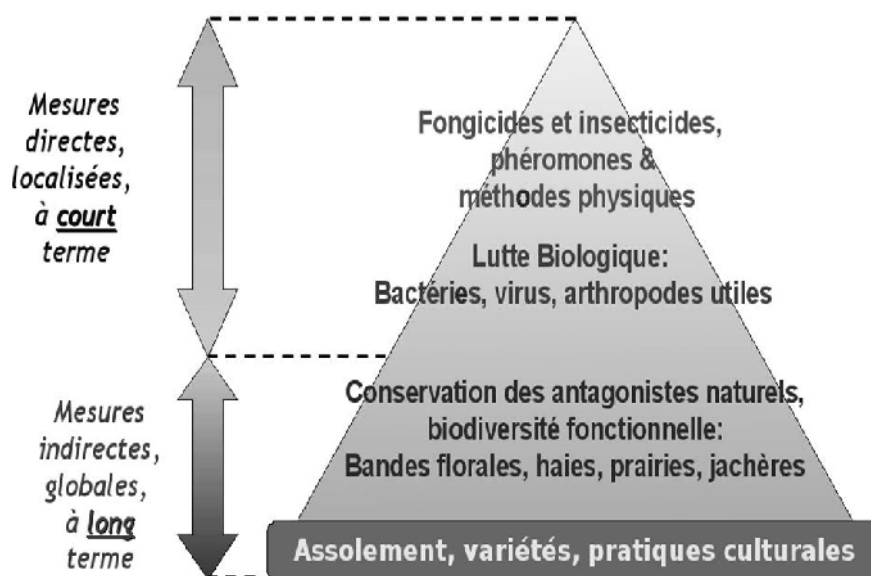 Mesures
directes,
localisées,
à court
terme
Fongicides et insecticides,
phéromones &
méthodes physiques
Lutte Biologique:
Bactéries, virus, arthropodes utiles
Mesures
indirectes,
globales,
à long
terme
Conservation des antagonistes naturels,
biodiversité fonctionnelle:
Bandes florales, haies, prairies, jachères
Assolement, variétés, pratiques culturales